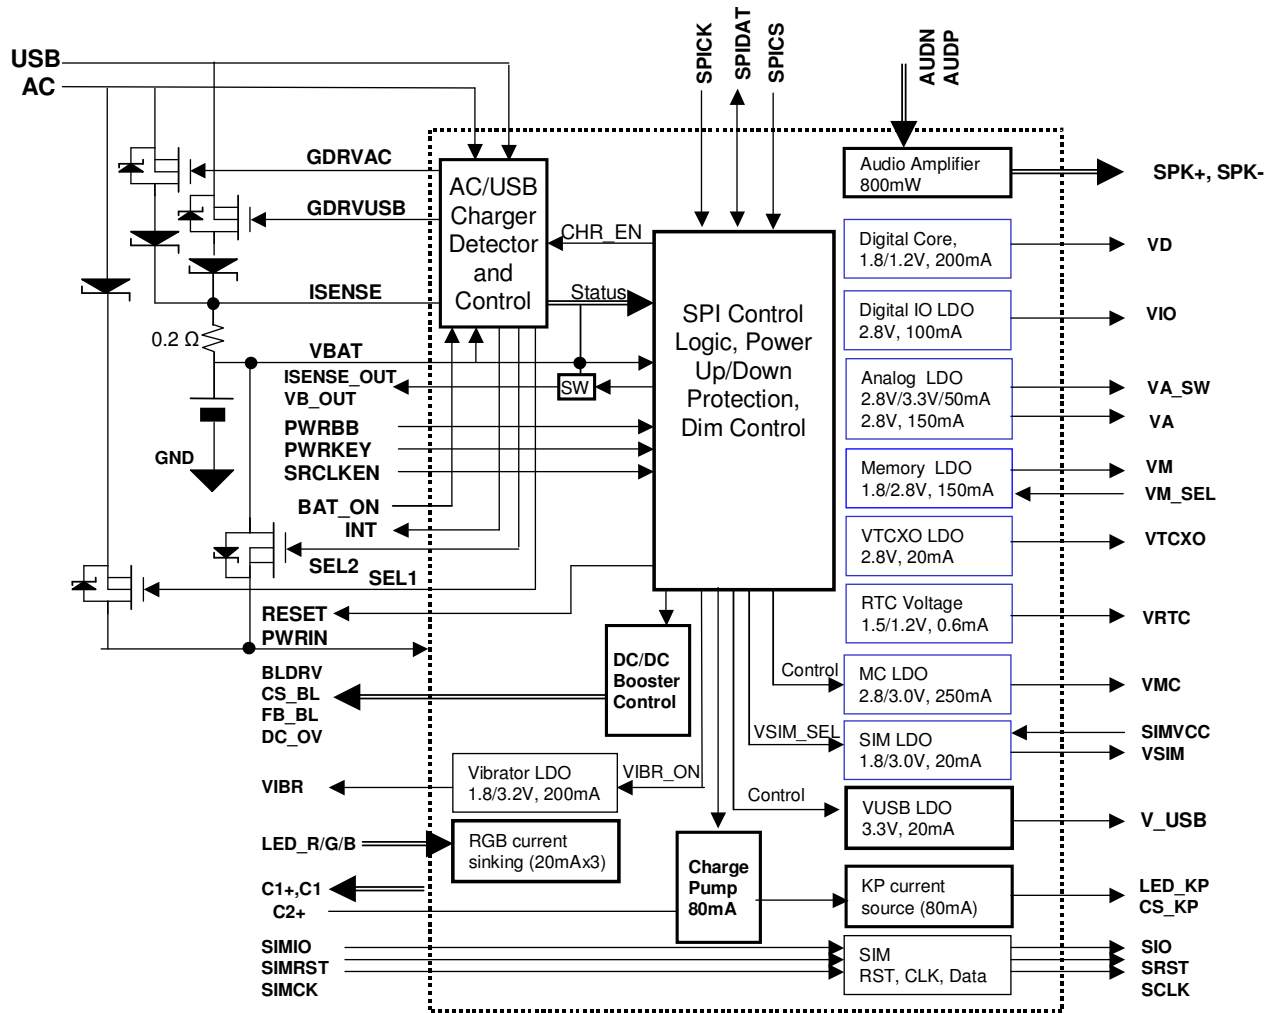 SPICK
SPIDAT
SPICS
AUDN
AUDP
USB
AC
GDRVAC
GDRVUSB
ISENSE
0.2 Ω
VBAT
ISENSE_OUT
VB_OUT
PWRBB
PWRKEY
SRCLKEN
GND
BAT_ON
INT
SEL2
SEL1
RESET
PWRIN
BLDRV
CS_BL
FB_BL
DC_OV
VIBR
LED_R/G/B
C1+,C1
C2+
SIMIO
SIMRST
SIMCK
AC/USB
Charger
Detector
and
Control
CHR_EN
Status
SW
SPI Control
Logic, Power
Up/Down
Protection,
Dim Control
DC/DC
Booster
Control
Vibrator LDO
1.8/3.2V, 200mA
VIBR_ON
RGB current
sinking (20mAx3)
Charge
Pump
80mA
Control
VSIM_SEL
Control
Audio Amplifier
800mW
Digital Core,
1.8/1.2V, 200mA
Digital IO LDO
2.8V, 100mA
Analog LDO
2.8V/3.3V/50mA
2.8V, 150mA
Memory LDO
1.8/2.8V, 150mA
VTCXO LDO
2.8V, 20mA
RTC Voltage
1.5/1.2V, 0.6mA
MC LDO
2.8/3.0V, 250mA
SIM LDO
1.8/3.0V, 20mA
VUSB LDO
3.3V, 20mA
KP current
source (80mA)
SIM
RST, CLK, Data
SPK+, SPK-
VD
VIO
VA_SW
VA
VM
VM_SEL
VTCXO
VRTC
VMC
SIMVCC
VSIM
V_USB
LED_KP
CS_KP
SIO
SRST
SCLK